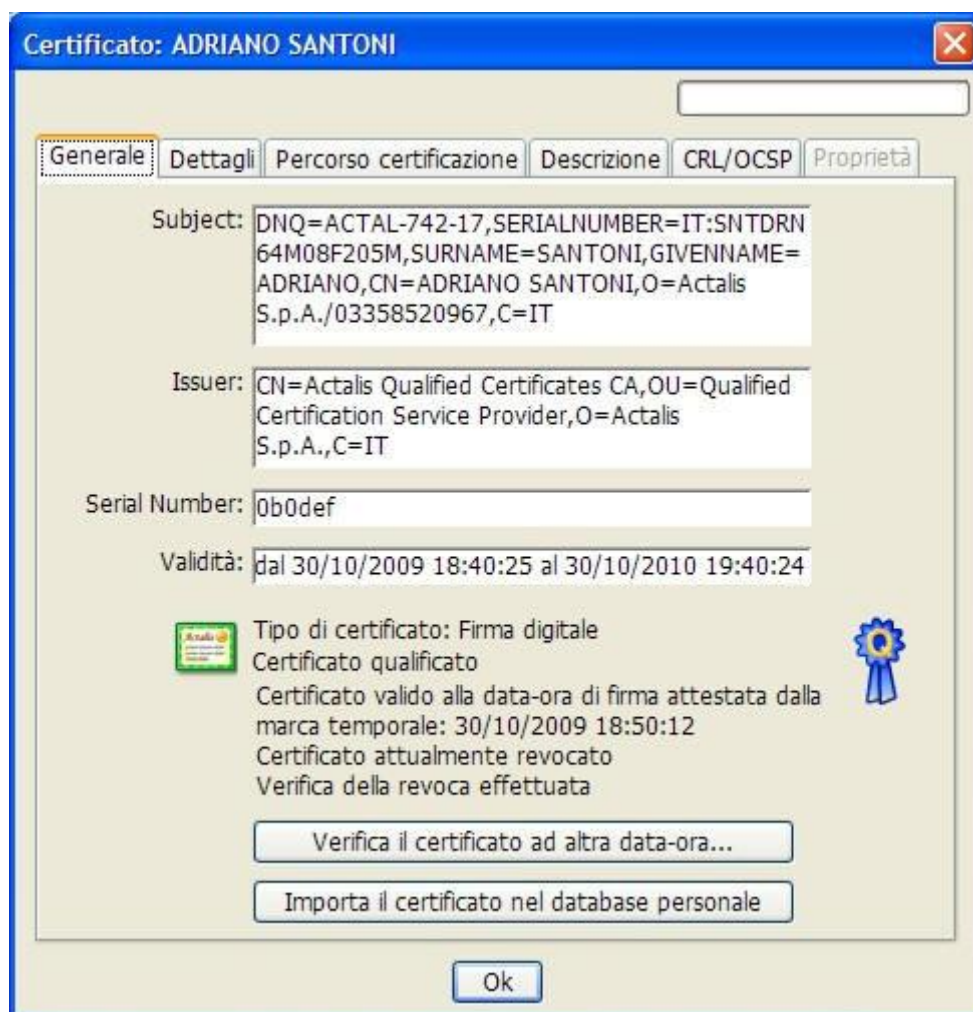 Certificato: ADRIANO SANTONI
Generale Dettagli Percorso certificazione Descrizione CRL/OCSP Proprietà
Subject: DNQ=ACTAL-742-17,SERIALNUMBER=IT:SNTDRN
64M08F205M,SURNAME=SANTONI,GIVENNAME=
ADRIANO,CN=ADRIANO SANTONI,O=Actalis
S.p.A./03358520967,C=IT
Issuer: CN=Actalis Qualified Certificates CA,OU=Qualified
Certification Service Provider,O=Actalis
S.p.A.,C=IT
Serial Number: 0b0def
Validità: dal 30/10/2009 18:40:25 al 30/10/2010 19:40:24
Actalis
Tipo di certificato: Firma digitale
Q
Certificato qualificato
Certificato valido alla data-ora di firma attestata dalla
marca temporale: 30/10/2009 18:50:12
Certificato attualmente revocato
Verifica della revoca effettuata
Verifica il certificato ad altra data-ora...
Importa il certificato nel database personale
Ok